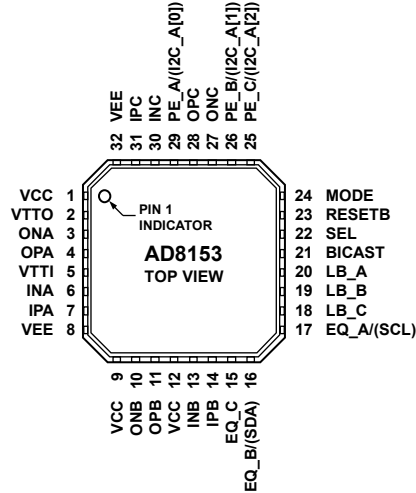 32 VEE
31 IPC
30 INC
29 PE_A/(I2C_A[0])
28 OPC
27 ONC
26 PE_B/(I2C_A[1])
25 PE_C/(I2C_A[2])
VCC 1
VTTO 2
ONA 3
OPA 4
VTTI 5
INA 6
IPA 7
VEE 8
PIN 1
INDICATOR
AD8153
TOP VIEW
24 MODE
23 RESETB
22 SEL
21 BICAST
20 LB_A
19 LB_B
18 LB_C
17 EQ_A/(SCL)
VCC 9
ONB 10
OPB 11
VCC 12
INB 13
IPB 14
EQ_C 15
EQ_B/(SDA) 16